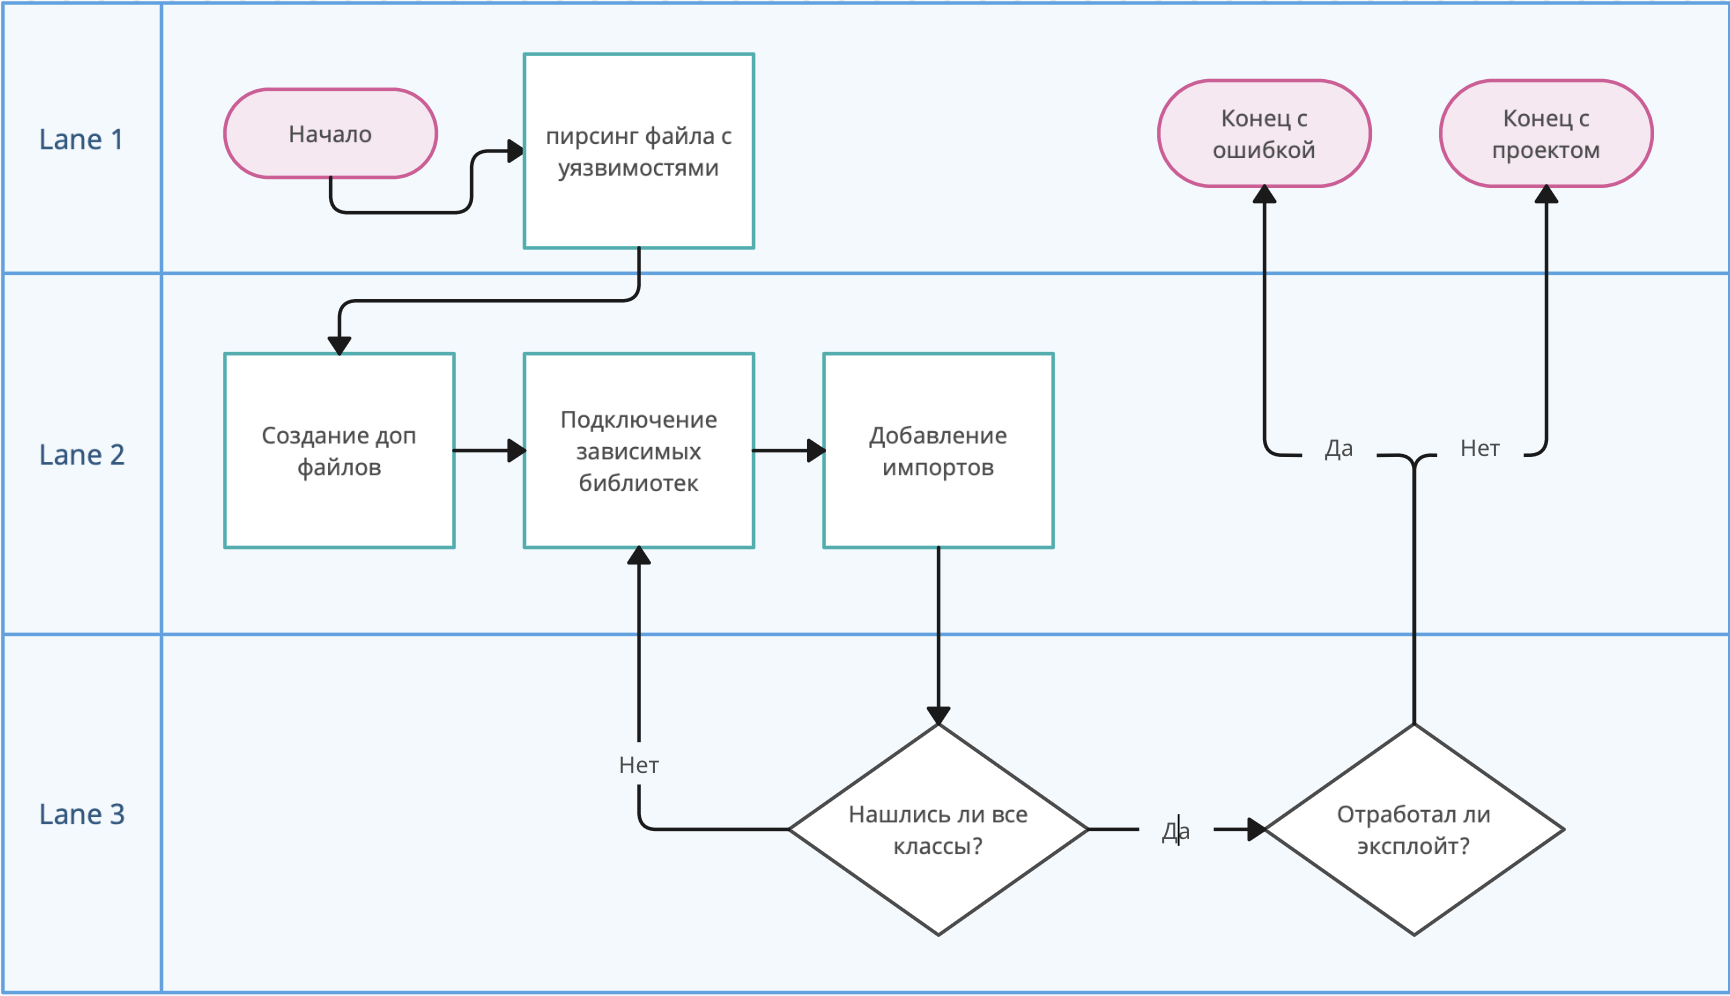 Lane 1
Начало
пирсинг файла с
уязвимостями
Конец с
ошибкой
Конец с
проектом
Lane 2
Создание доп
файлов
Подключение
зависимых
библиотек
Добавление
импортов
Да
Нет
Lane 3
Нет
Нашлись ли все
классы?
Да
Отработал ли
эксплойт?